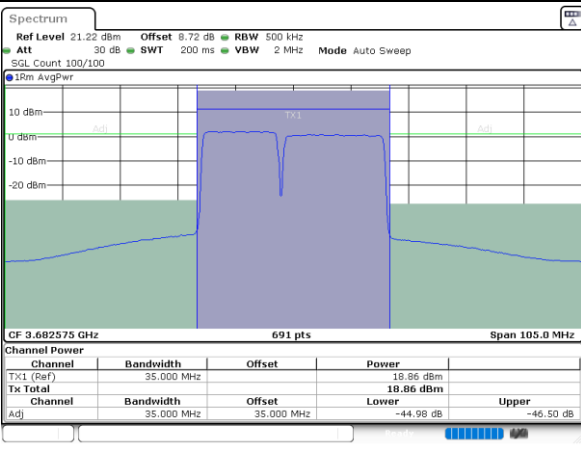 Spectrum
Ref Level 21.22 dBm Offset 8.72 dB RBW 500 kHz
Att 30 dB SWT 200 ms VBW 2 MHz Mode Auto Sweep
SGL Count 100/100
1Rm AvgPwr
10 dBm
TX1
Adj Adj
0 dBm
-10 dBm
-20 dBm
CF 3.682575 GHz 691 pts Span 105.0 MHz
Channel Power
Channel Bandwidth Offset Power
TX1 (Ref) 35.000 MHz 18.86 dBm
Tx Total 18.86 dBm
Channel Bandwidth Offset Lower Upper
Adj 35.000 MHz 35.000 MHz -44.98 dB -46.50 dB
Ready